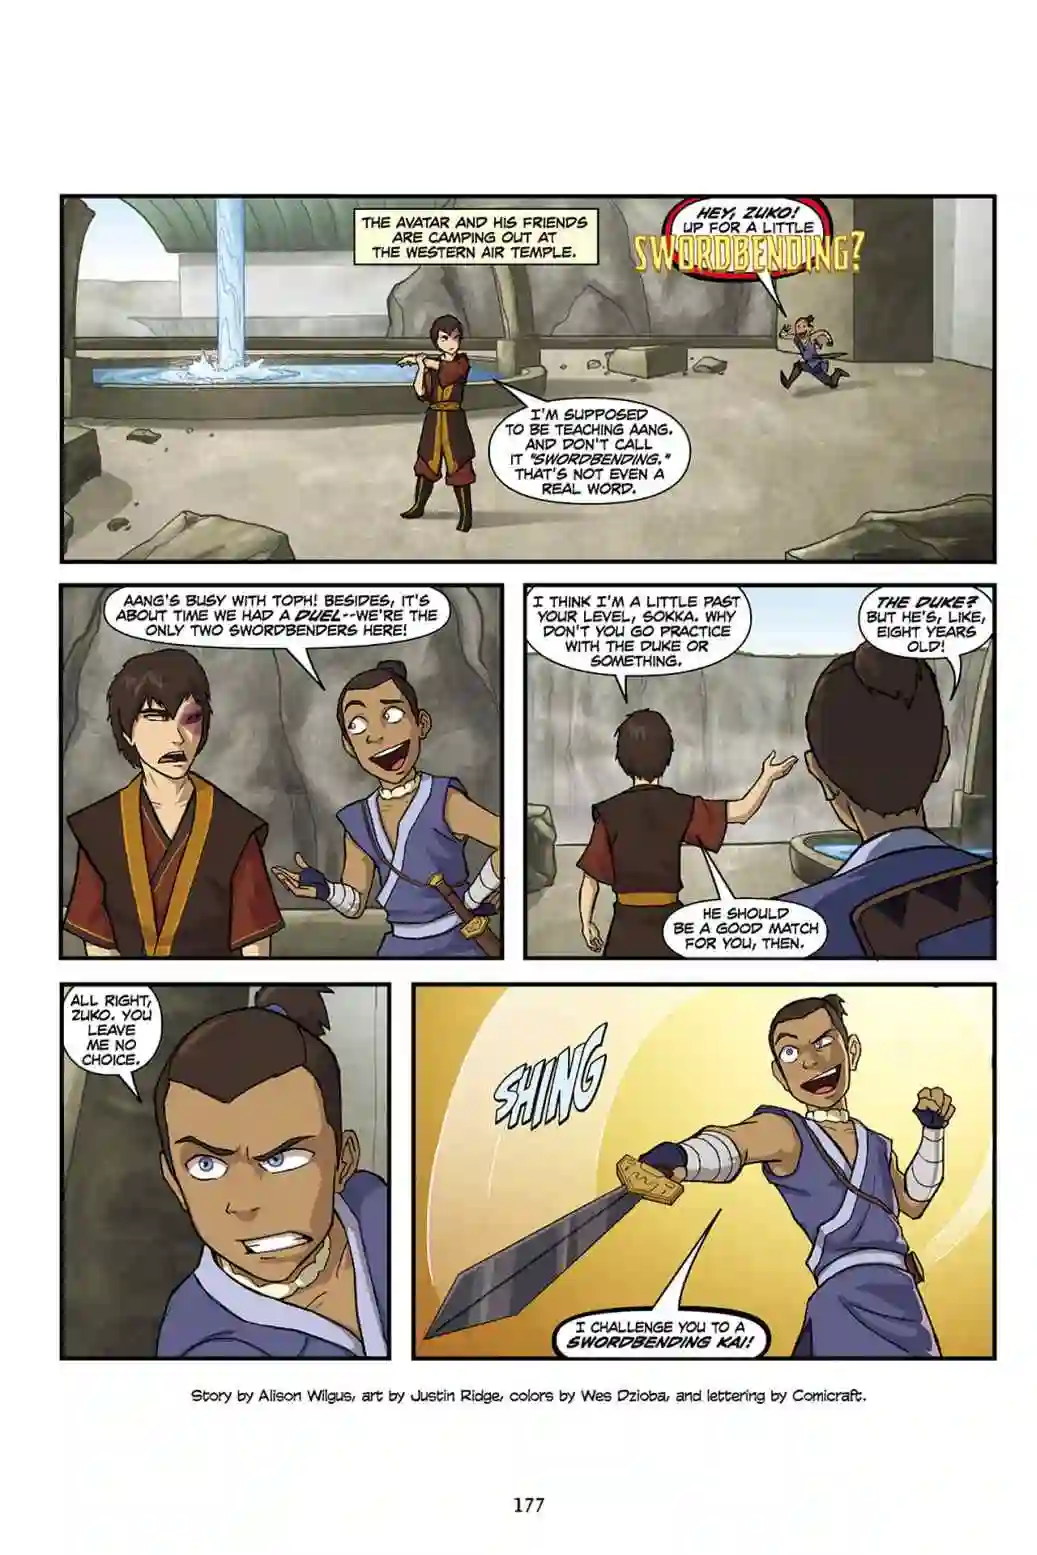 THE AVATAR AND HIS FRIENDS
ARE CAMPING OUT AT
THE WESTERN AIR TEMPLE.
HEY, ZUKO!
UP FOR A LITTLE
SWORDBENDING?
I'M SUPPOSED
TO BE TEACHING AANG.
AND DON'T CALL
IT "SWORDBENDING."
THAT'S NOT EVEN A
REAL WORD.
AANG'S BUSY WITH TOPH! BESIDES, IT'S
ABOUT TIME WE HAD A DUEL--WE'RE THE
ONLY TWO SWORDBENDERS HERE!
I THINK I'M A LITTLE PAST
YOUR LEVEL, SOKKA. WHY
DON'T YOU GO PRACTICE
WITH THE DUKE OR
SOMETHING.
THE DUKE?
BUT HE'S, LIKE,
EIGHT YEARS
OLD!
HE SHOULD
BE A GOOD MATCH
FOR YOU, THEN.
ALL RIGHT,
ZUKO. YOU
LEAVE
ME NO
CHOICE.
SHING
I CHALLENGE YOU TO A
SWORDBENDING KAI!
Story by Alison Wilgus, art by Justin Ridge, colors by Wes Dzioba, and lettering by Comicraft.
177